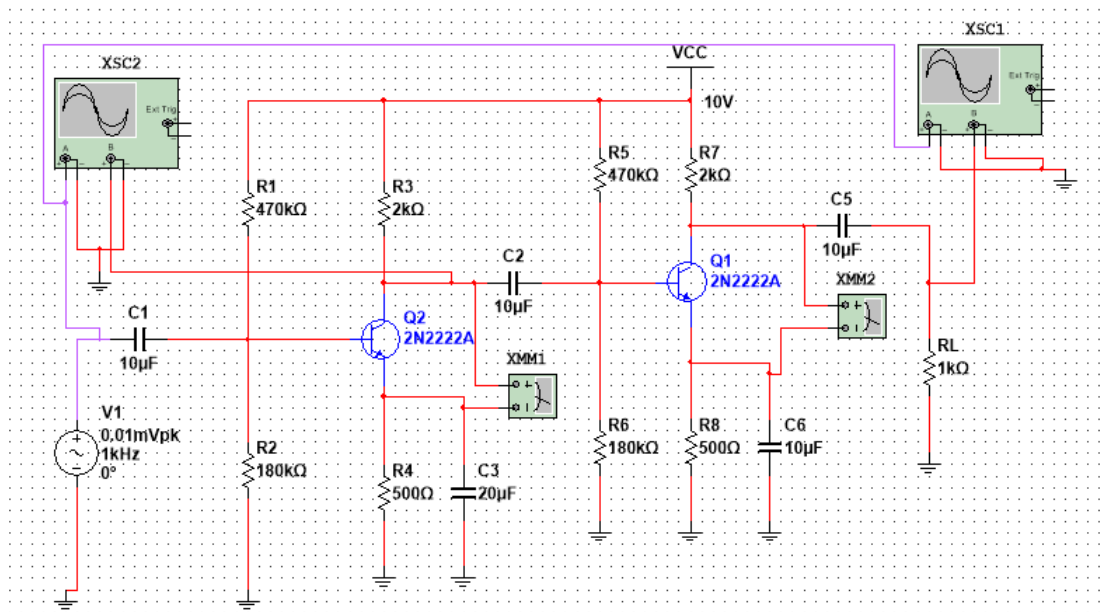 XSC1
XSC2
VCC
10V
Ext Trig
+
−
A
B
+ − + −
Ext Trig
+
−
A
B
+ − + −
R1
470kΩ
R3
2kΩ
R5
470kΩ
R7
2kΩ
C5
10µF
C2
10µF
Q1
2N2222A
XMM2
C1
10µF
Q2
2N2222A
XMM1
RL
1kΩ
V1
0.01mVpk
1kHz
0°
R2
180kΩ
R4
500Ω
C3
20µF
R6
180kΩ
R8
500Ω
C6
10µF